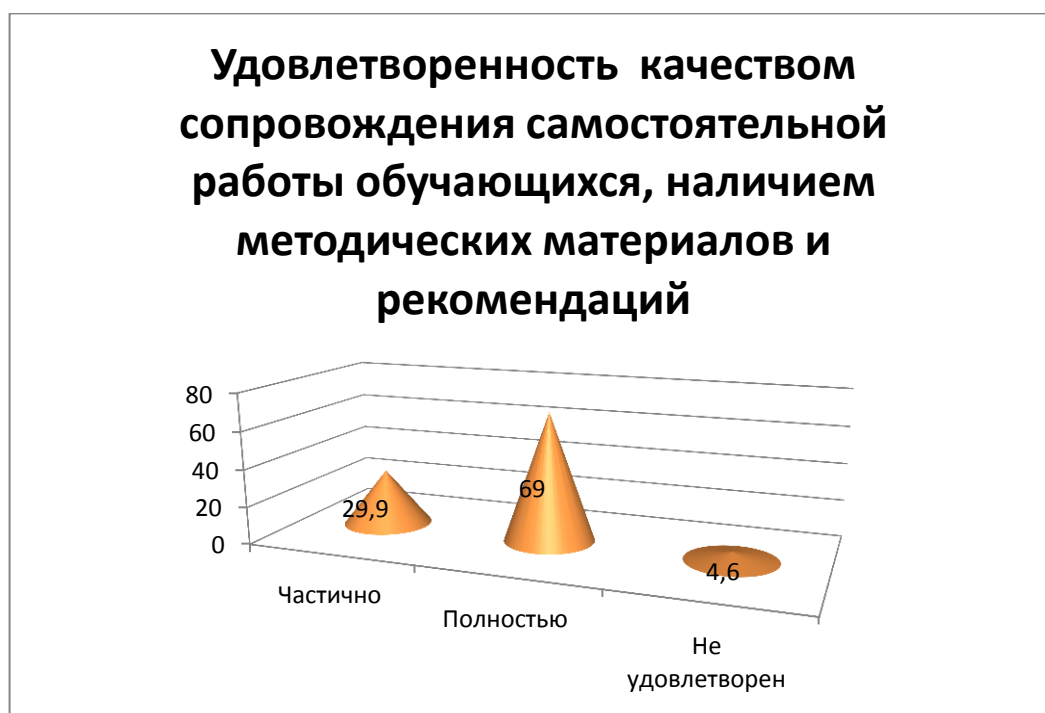 Удовлетворенность качеством
сопровождения самостоятельной
работы обучающихся, наличием
методических материалов и
рекомендаций
80
60
40
20
0
29,9
69
4,6
Частично
Полностью
Не
удовлетворен